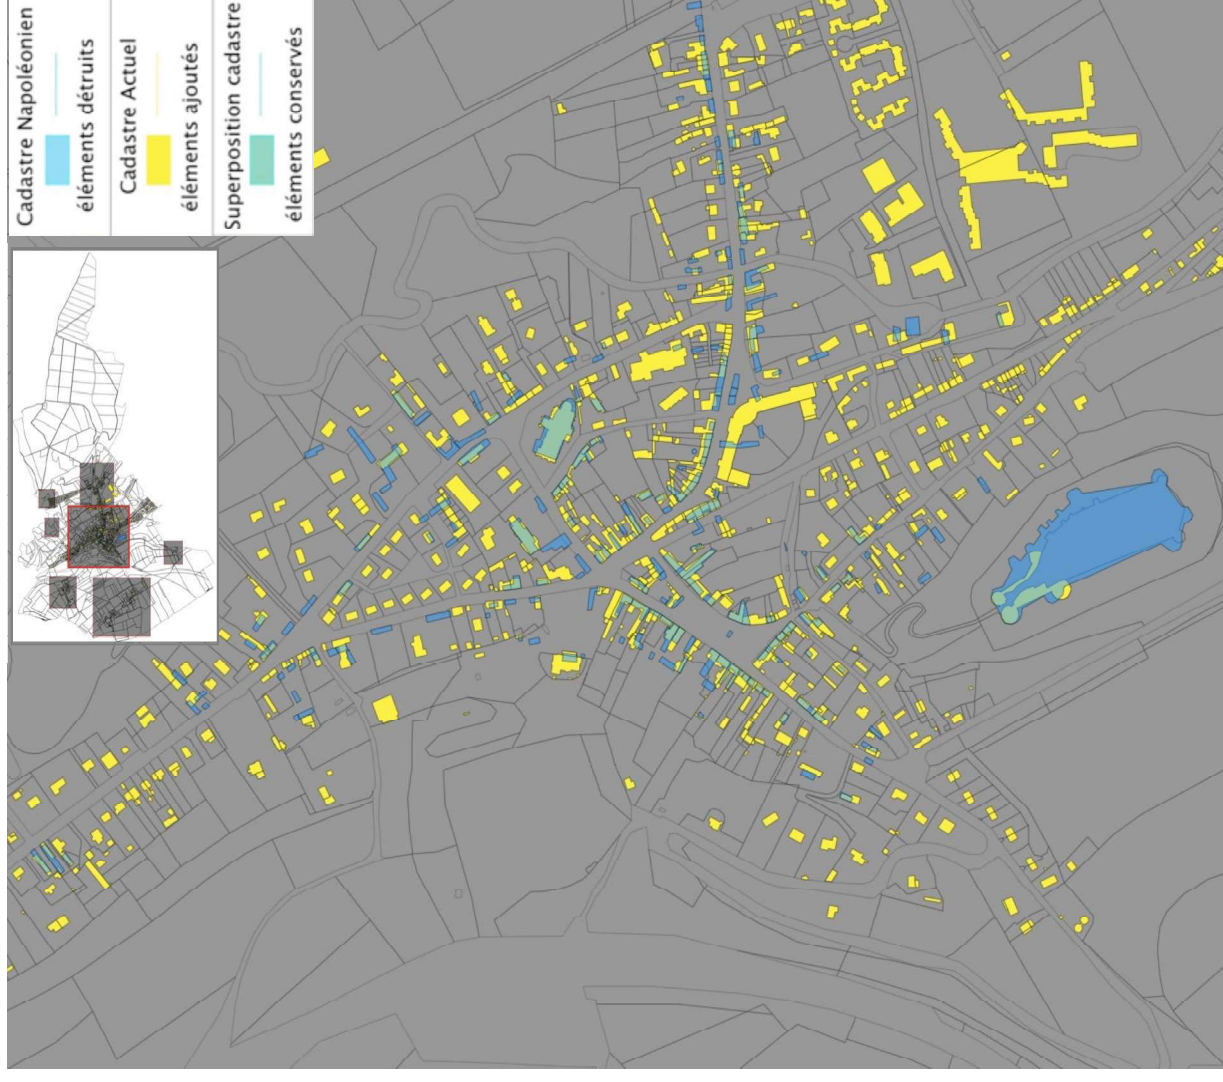 Cadastre Napoléonien
éléments détruits
Cadastre Actuel
éléments ajoutés
Superposition cadastre
éléments conservés